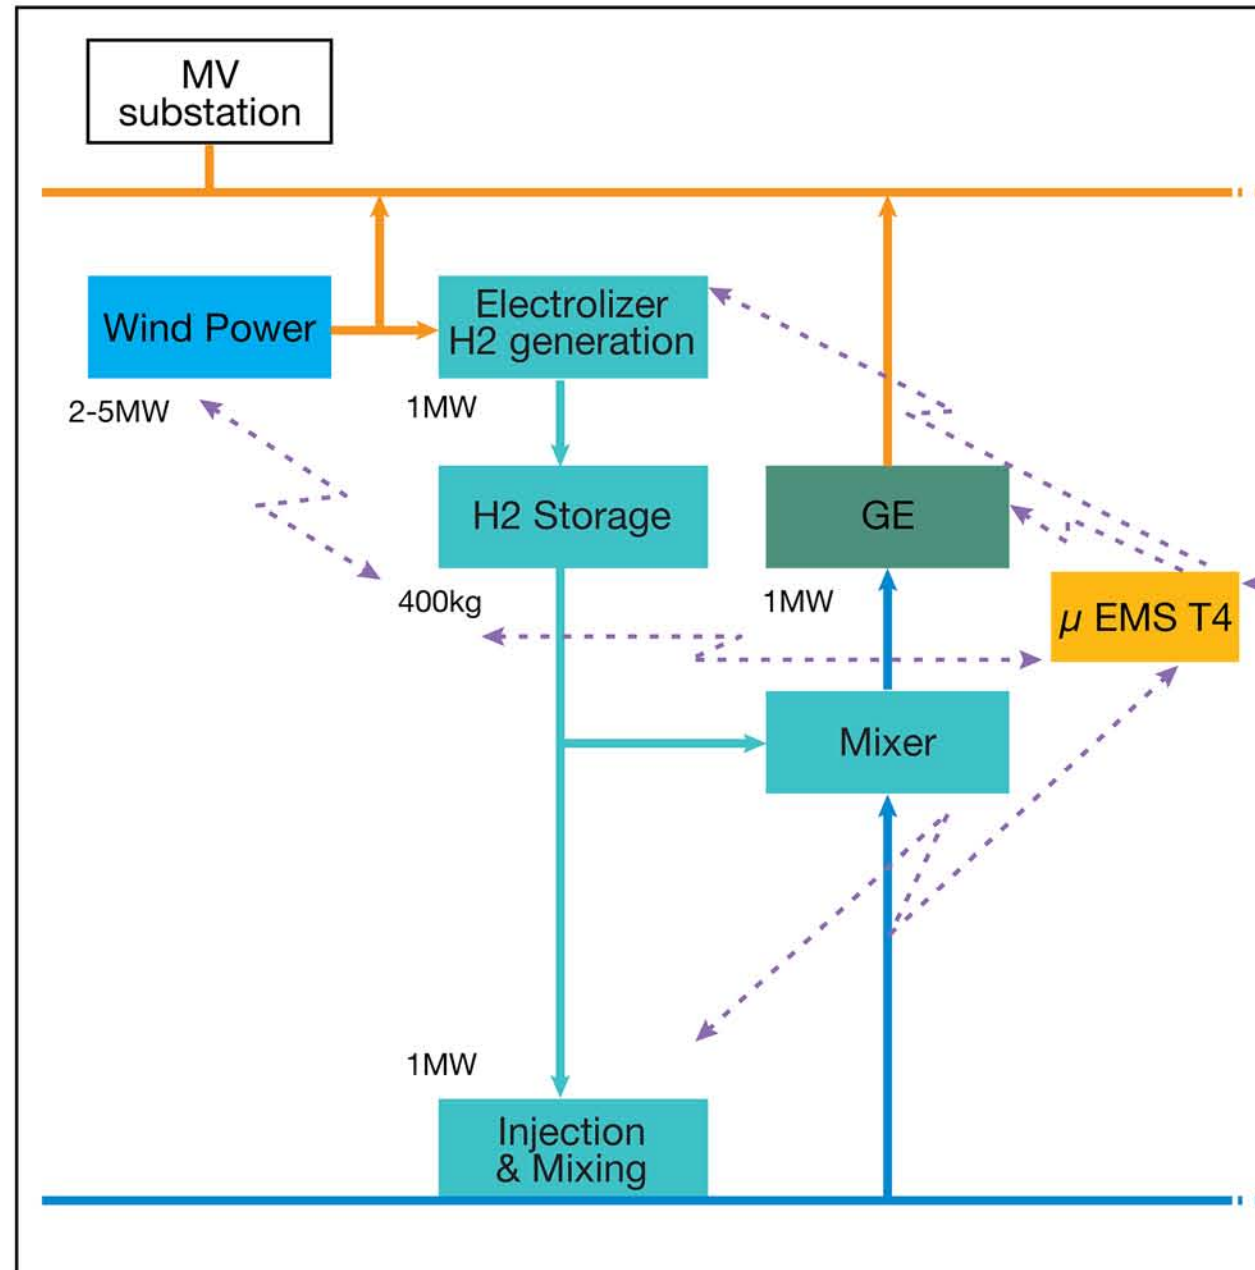 MV
substation
Wind Power
Electrolizer
H2 generation
2-5MW
1MW
H2 Storage
GE
400kg
1MW
μ EMS T4
Mixer
1MW
Injection
& Mixing